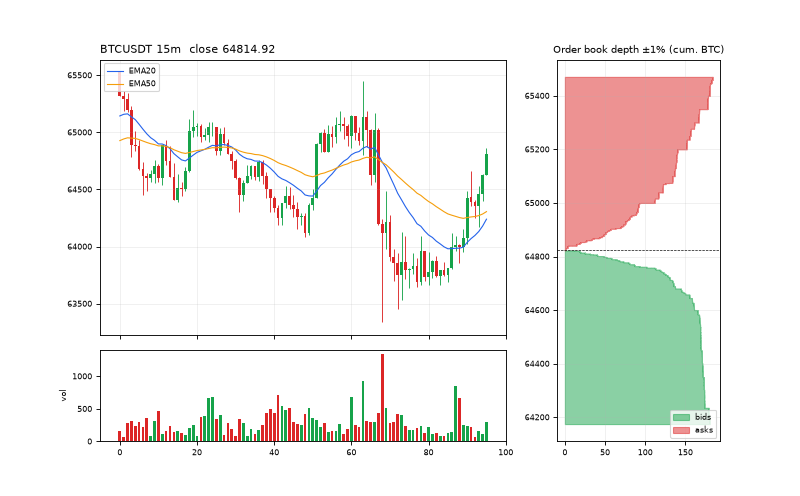 BTCUSDT 15m  close 64814.92
Order book depth ±1% (cum. BTC)
EMA20
EMA50
65500
65000
64500
64000
63500
65400
65200
65000
64800
64600
64400
64200
bids
asks
vol
1000
500
0
0 20 40 60 80 100
0 50 100 150